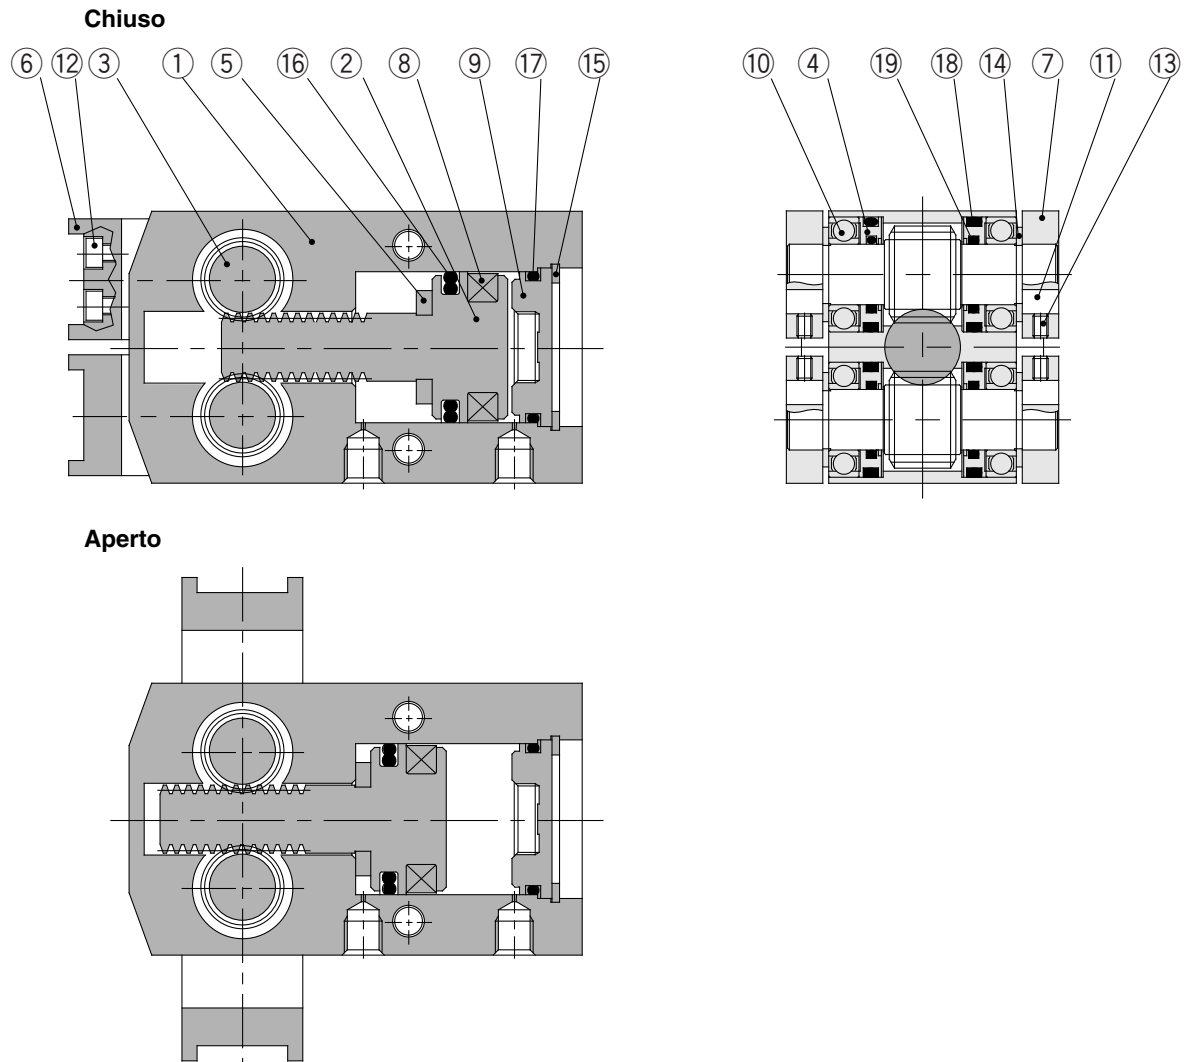 Chiuso
⑥ ⑫ ③ ① ⑤ ⑯ ② ⑧ ⑨ ⑰ ⑮ ⑩ ④ ⑲ ⑱ ⑭ ⑦ ⑪ ⑬
Aperto